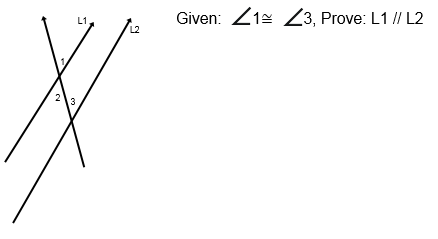 Given: ∠1≅ ∠3, Prove: L1 // L2
L1
L2
1
2
3